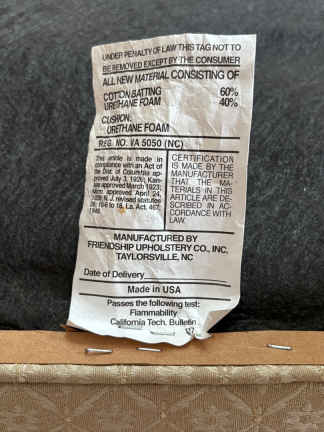 UNDER PENALTY OF LAW THIS TAG NOT TO
BE REMOVED EXCEPT BY THE CONSUMER
ALL NEW MATERIAL CONSISTING OF
COTTON BATTING 60%
URETHANE FOAM 40%
CUSHION:
URETHANE FOAM
REG. NO. VA 5050 (NC)
This article is made in
compliance with an Act of
the Dist. of Columbia ap-
proved July 3, 1926; Kan-
sas approved March 1923;
Minn. approved April 24,
1929; N. J. revised statutes
26, 10-6 to 18, La. Act. 467,
1948.
CERTIFICATION
IS MADE BY THE
MANUFACTURER
THAT THE MA-
TERIALS IN THIS
ARTICLE ARE DE-
SCRIBED IN AC-
CORDANCE WITH
LAW.
MANUFACTURED BY
FRIENDSHIP UPHOLSTERY CO., INC.
TAYLORSVILLE, NC
Date of Delivery
Made in USA
Passes the following test:
Flammability
California Tech. Bulletin